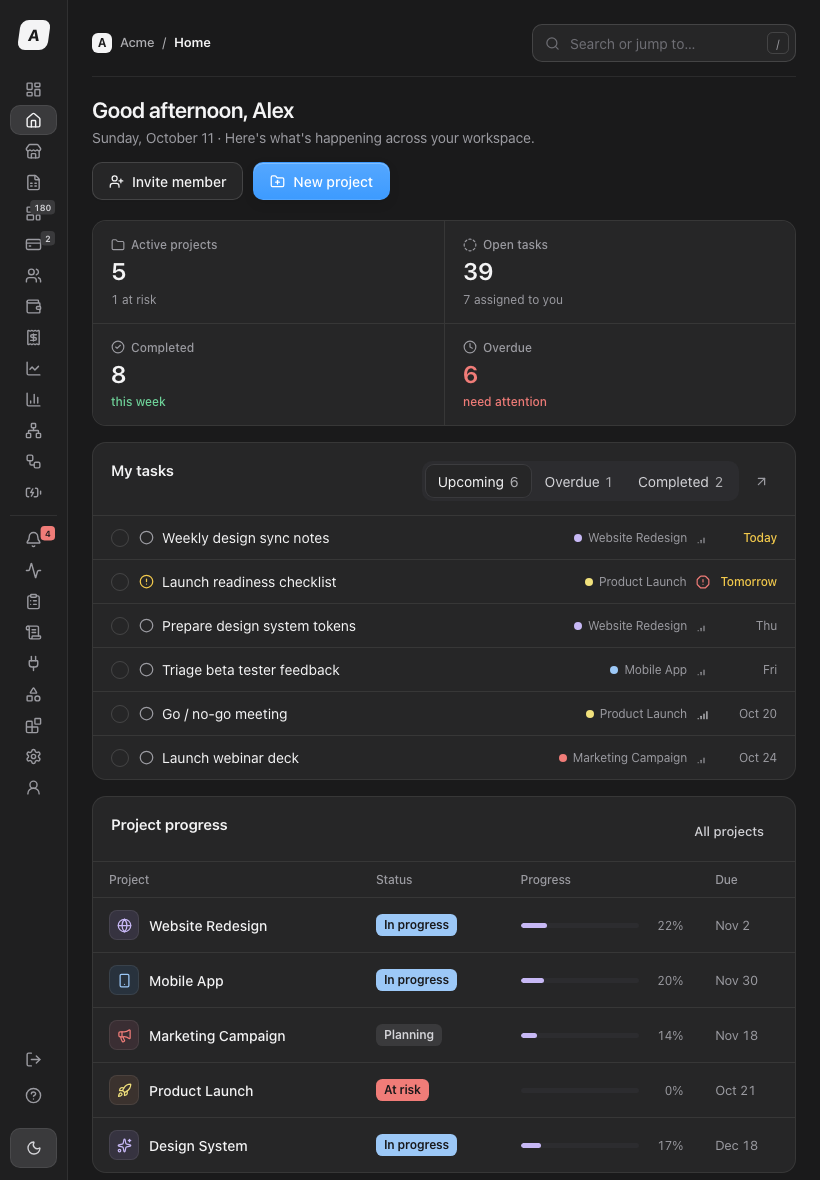 A
A Acme / Home
Search or jump to... /
Good afternoon, Alex
Sunday, October 11 · Here's what's happening across your workspace.
Invite member
New project
180
2
4
Active projects
5
1 at risk
Open tasks
39
7 assigned to you
Completed
8
this week
Overdue
6
need attention
My tasks
Upcoming 6 Overdue 1 Completed 2
Weekly design sync notes Website Redesign Today
Launch readiness checklist Product Launch Tomorrow
Prepare design system tokens Website Redesign Thu
Triage beta tester feedback Mobile App Fri
Go / no-go meeting Product Launch Oct 20
Launch webinar deck Marketing Campaign Oct 24
Project progress
All projects
Project Status Progress Due
Website Redesign In progress 22% Nov 2
Mobile App In progress 20% Nov 30
Marketing Campaign Planning 14% Nov 18
Product Launch At risk 0% Oct 21
Design System In progress 17% Dec 18